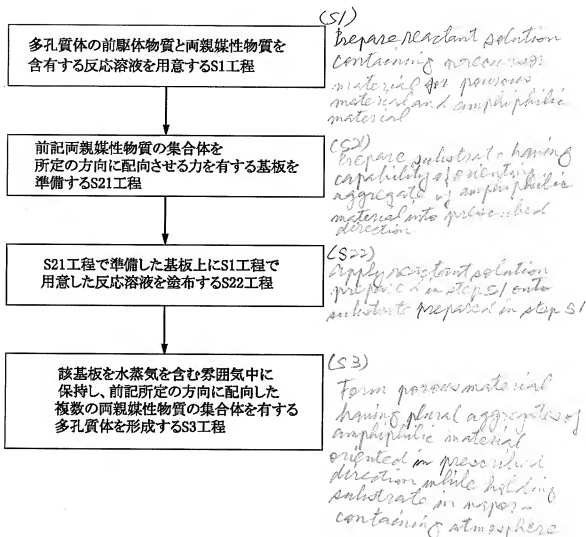 多孔質体の前駆体物質と両親媒性物質を
含有する反応溶液を用意するS1工程
(S1)
Prepare reactant solution
containing precursor
material for porous
material and amphiphilic
material
前記両親媒性物質の集合体を
所定の方向に配向させる力を有する基板を
準備するS21工程
(S21)
Prepare substrate having
capability of orienting
aggregate of amphiphilic
material into prescribed
direction
S21工程で準備した基板上にS1工程で
用意した反応溶液を塗布するS22工程
(S22)
Apply reactant solution
prepared in step S1 onto
substrate prepared in step S1
該基板を水蒸気を含む雰囲気中に
保持し、前記所定の方向に配向した
複数の両親媒性物質の集合体を有する
多孔質体を形成するS3工程
(S3)
Form porous material
having plural aggregates of
amphiphilic material
oriented in prescribed
direction while holding
substrate in vapor-
containing atmosphere